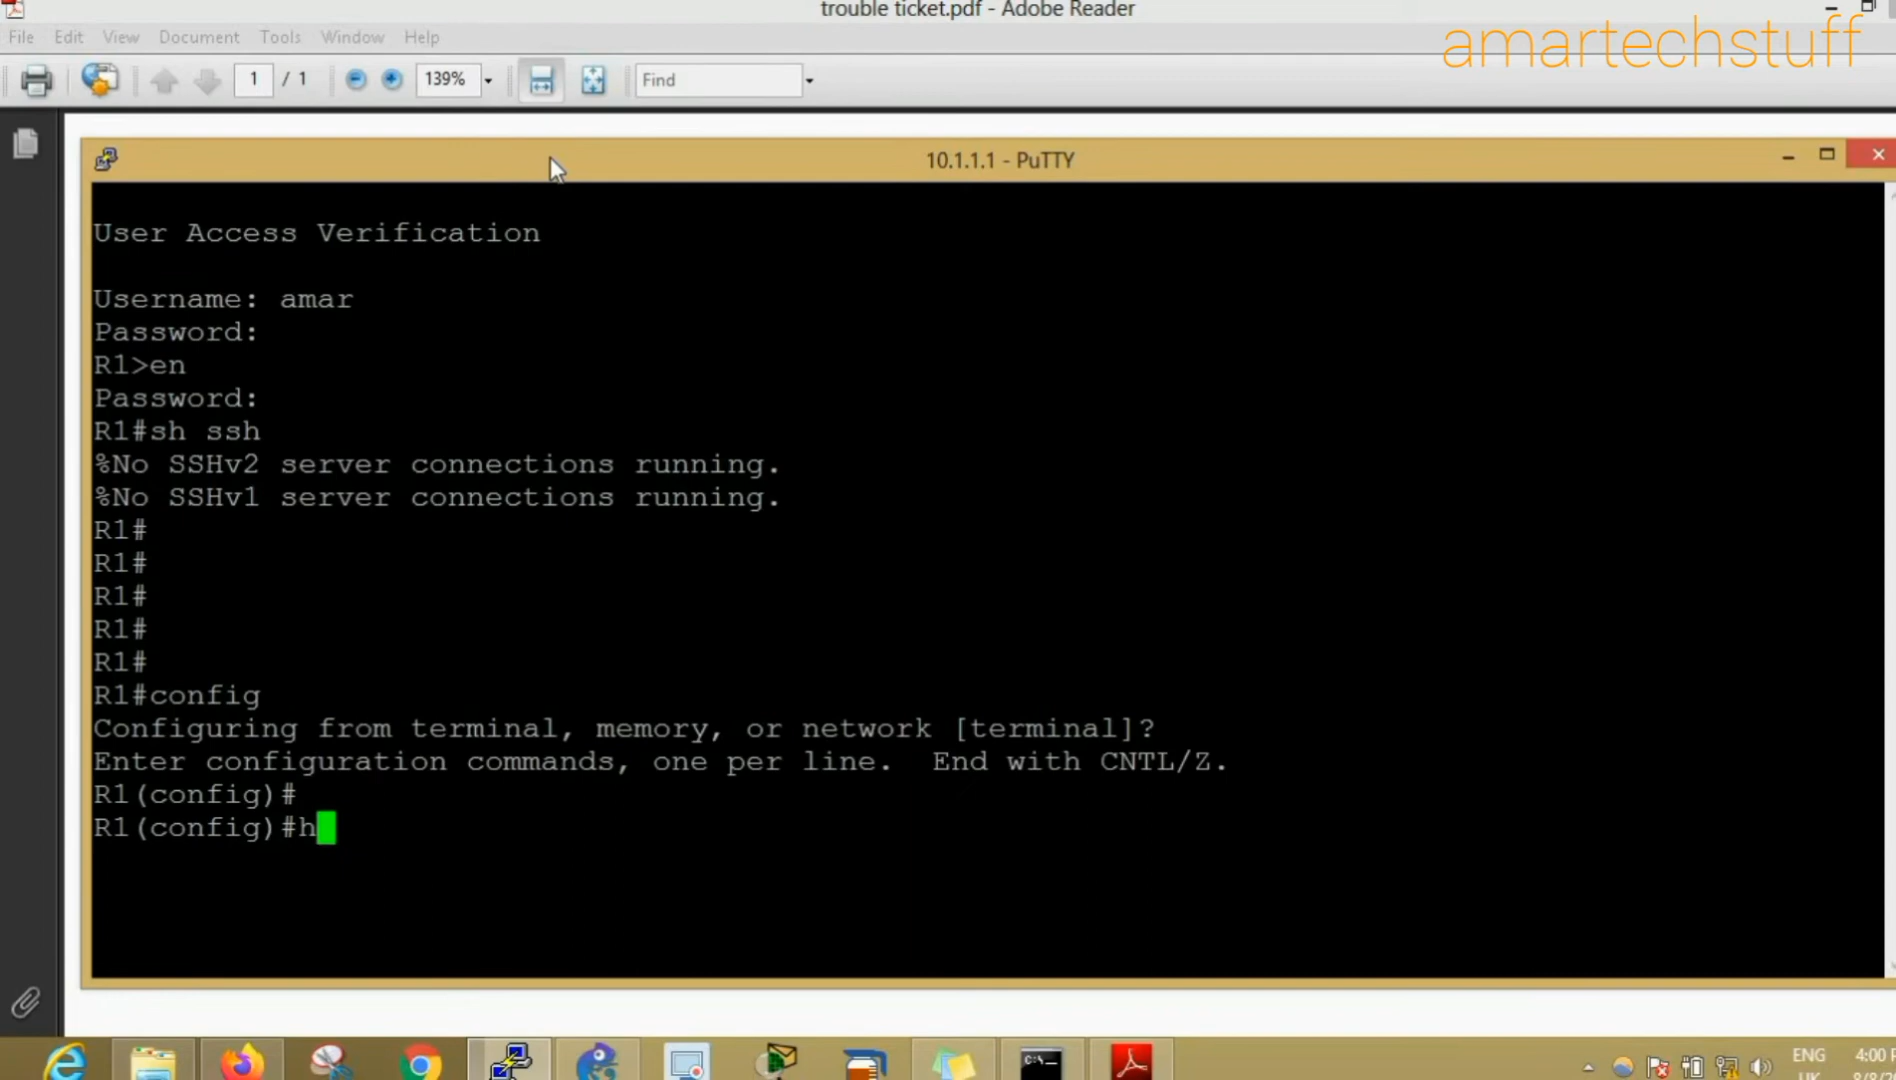 trouble ticket.pdf - Adobe Reader
File Edit View Document Tools Window Help
amartechstuff
1 / 1 139% Find
10.1.1.1 - PuTTY
User Access Verification
Username: amar
Password:
R1>en
Password:
R1#sh ssh
%No SSHv2 server connections running.
%No SSHv1 server connections running.
R1#
R1#
R1#
R1#
R1#
R1#config
Configuring from terminal, memory, or network [terminal]?
Enter configuration commands, one per line.  End with CNTL/Z.
R1(config)#
R1(config)#h
C:\
ENG 4:00